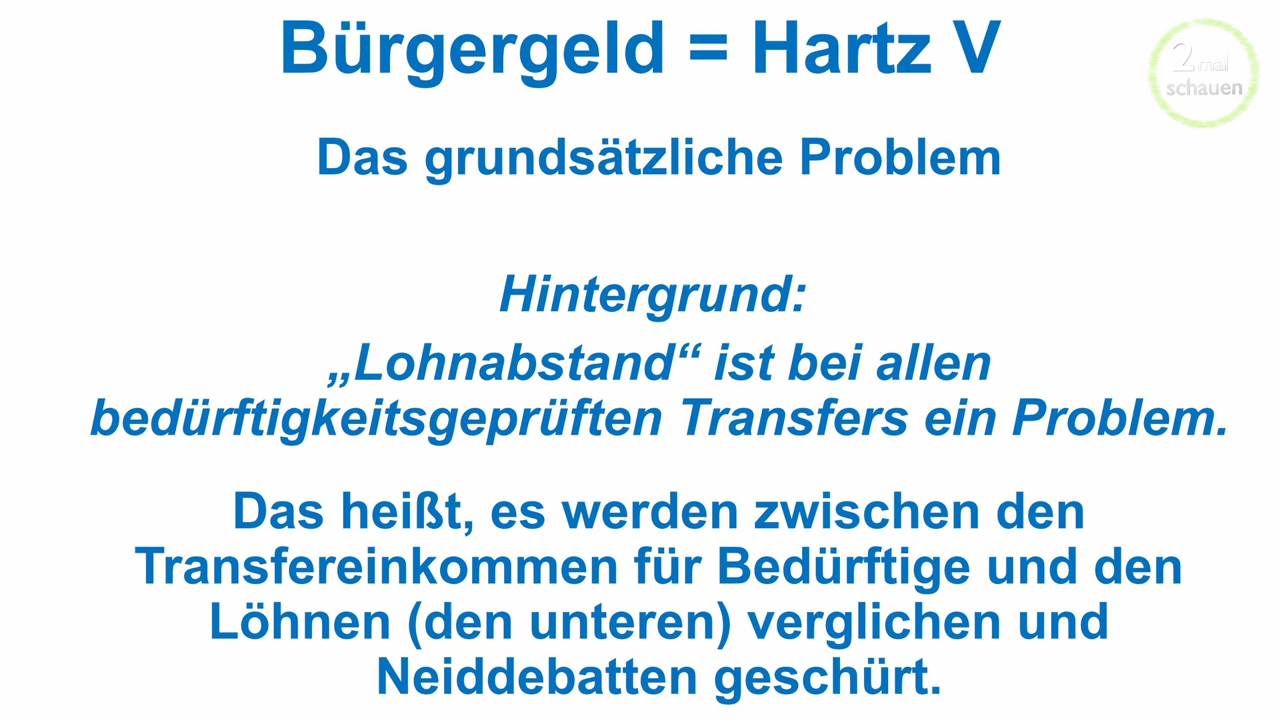 Bürgergeld = Hartz V
2mal
schauen
Das grundsätzliche Problem
Hintergrund:
„Lohnabstand“ ist bei allen
bedürftigkeitsgeprüften Transfers ein Problem.
Das heißt, es werden zwischen den
Transfereinkommen für Bedürftige und den
Löhnen (den unteren) verglichen und
Neiddebatten geschürt.